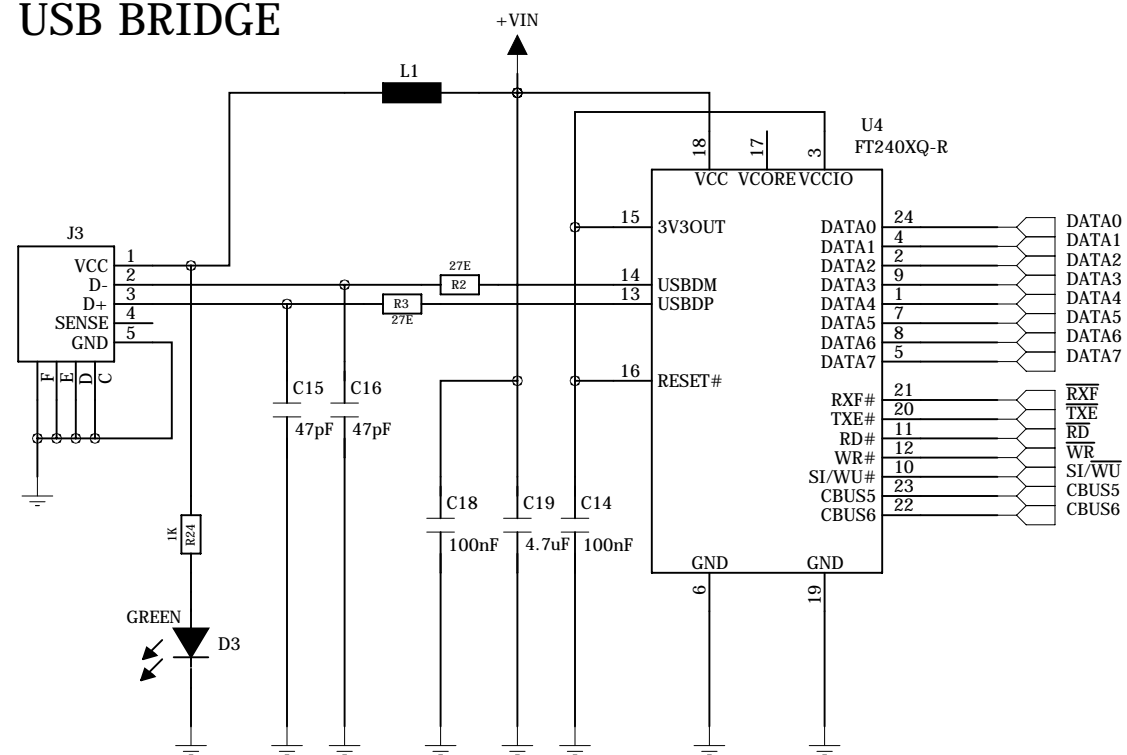 USB BRIDGE
+VIN
L1
U4
FT240XQ-R
18
17
3
VCC VCORE VCCIO
J3
VCC 1
D- 2
D+ 3
SENSE 4
GND 5
F E D C
27E
R2
R3
27E
15 3V3OUT
14 USBDM
13 USBDP
16 RESET#
DATA0 24 DATA0
DATA1 4 DATA1
DATA2 2 DATA2
DATA3 9 DATA3
DATA4 1 DATA4
DATA5 7 DATA5
DATA6 8 DATA6
DATA7 5 DATA7
RXF# 21 RXF
TXE# 20 TXE
RD# 11 RD
WR# 12 WR
SI/WU# 10 SI/WU
CBUS5 23 CBUS5
CBUS6 22 CBUS6
C15
47pF
C16
47pF
C18
100nF
C19
4.7uF
C14
100nF
1K
R24
GREEN
D3
GND GND
6
19